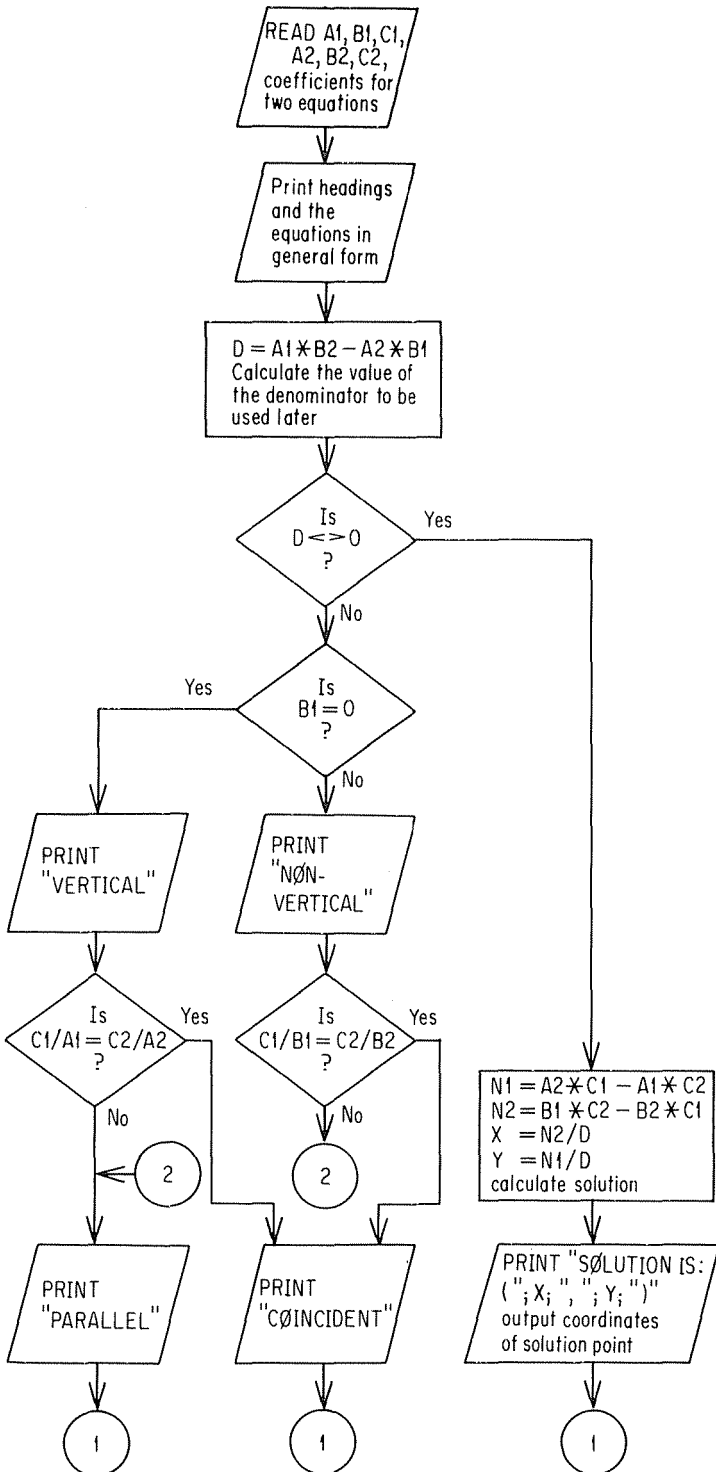 READ A1, B1, C1,
A2, B2, C2,
coefficients for
two equations
Print headings
and the
equations in
general form
D = A1*B2 - A2*B1
Calculate the value of
the denominator to be
used later
Is
D <> 0
?
Yes
No
Is
B1 = 0
?
Yes
No
PRINT
"VERTICAL"
PRINT
"NØN-
VERTICAL"
Is
C1/A1 = C2/A2
?
Yes
No
Is
C1/B1 = C2/B2
?
Yes
No
2
2
N1 = A2*C1 - A1*C2
N2 = B1*C2 - B2*C1
X = N2/D
Y = N1/D
calculate solution
PRINT
"PARALLEL"
PRINT
"CØINCIDENT"
PRINT "SØLUTION IS:
("; X; ", "; Y; ")"
output coordinates
of solution point
1
1
1